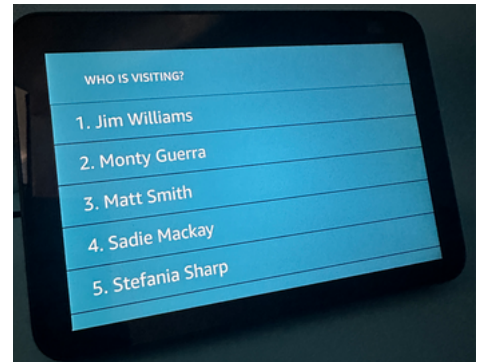 WHO IS VISITING?
1. Jim Williams
2. Monty Guerra
3. Matt Smith
4. Sadie Mackay
5. Stefania Sharp